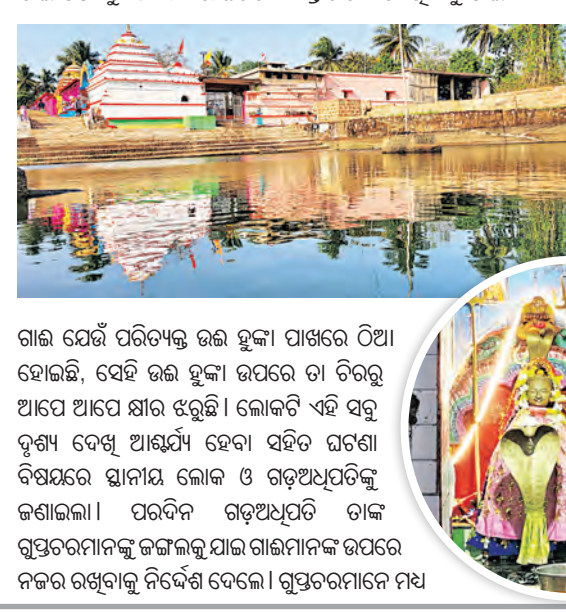 ଗାଈ ଯେଉଁ ପରିତ୍ୟକ୍ତ ଉଈ ହୁଙ୍କା ପାଖରେ ଠିଆ
ହୋଇଛି, ସେହି ଉଈ ହୁଙ୍କା ଉପରେ ତା ଚିରରୁ
ଆପେ ଆପେ କ୍ଷୀର ଝରୁଛି। ଲୋକଟି ଏହି ସବୁ
ଦୃଶ୍ୟ ଦେଖି ଆଶ୍ଚର୍ଯ୍ୟ ହେବା ସହିତ ଘଟଣା
ବିଷୟରେ ସ୍ଥାନୀୟ ଲୋକ ଓ ଗଡ଼ଅଧିପତିଙ୍କୁ
ଜଣାଇଲା। ପରଦିନ ଗଡ଼ଅଧିପତି ତାଙ୍କ
ଗୁପ୍ତଚରମାନଙ୍କୁ ଜଙ୍ଗଲକୁ ଯାଇ ଗାଈମାନଙ୍କ ଉପରେ
ନଜର ରଖିବାକୁ ନିର୍ଦ୍ଦେଶ ଦେଲେ। ଗୁପ୍ତଚରମାନେ ମଧ୍ୟ